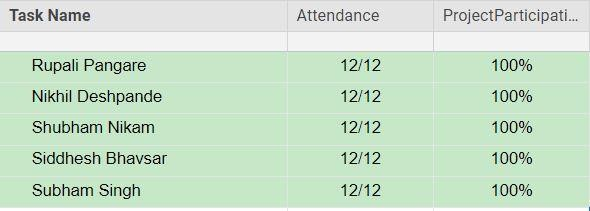 Task Name Attendance ProjectParticipati...
Rupali Pangare 12/12 100%
Nikhil Deshpande 12/12 100%
Shubham Nikam 12/12 100%
Siddhesh Bhavsar 12/12 100%
Subham Singh 12/12 100%